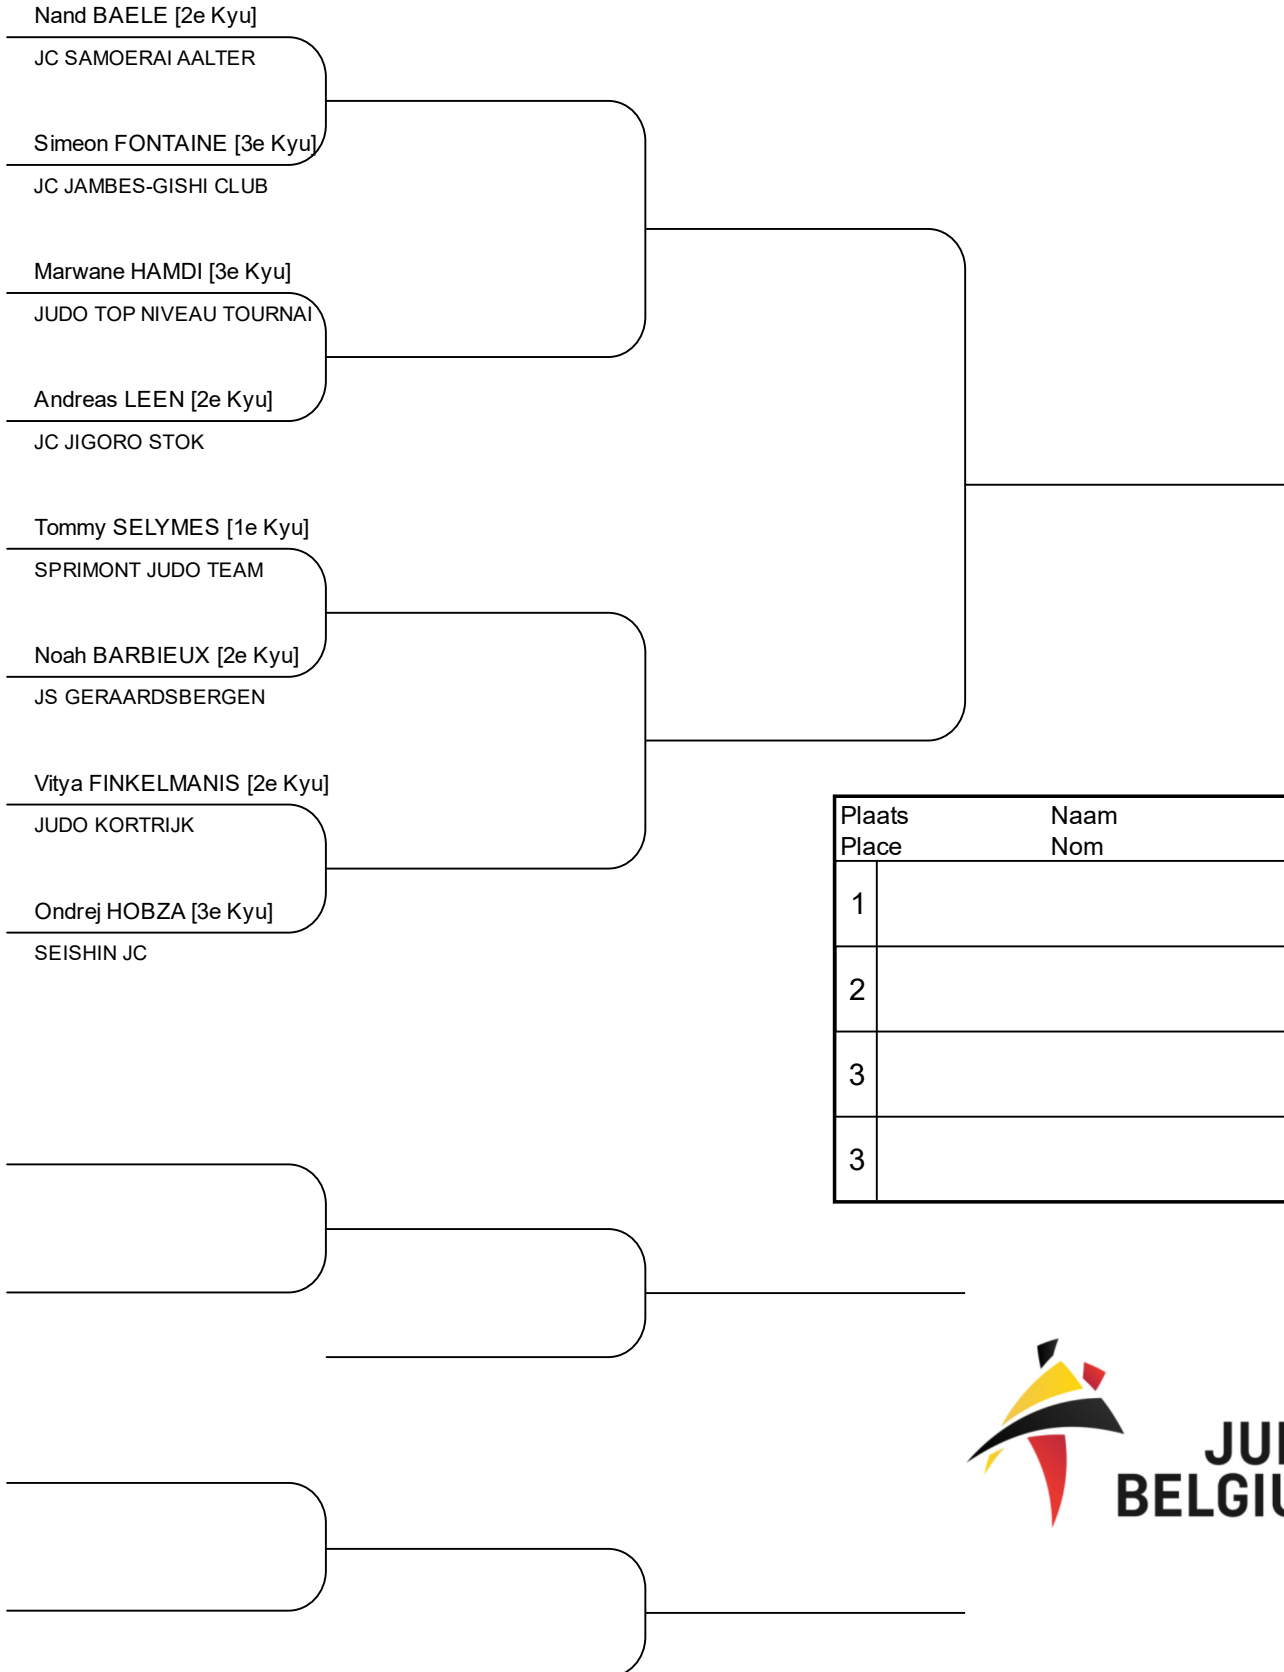 Nand BAELE [2e Kyu]
JC SAMOERAI AALTER
Simeon FONTAINE [3e Kyu]
JC JAMBES-GISHI CLUB
Marwane HAMDI [3e Kyu]
JUDO TOP NIVEAU TOURNAI
Andreas LEEN [2e Kyu]
JC JIGORO STOK
Tommy SELYMES [1e Kyu]
SPRIMONT JUDO TEAM
Noah BARBIEUX [2e Kyu]
JS GERAARDSBERGEN
Vitya FINKELMANIS [2e Kyu]
JUDO KORTRIJK
Ondrej HOBZA [3e Kyu]
SEISHIN JC
Plaats Naam
Place Nom
1
2
3
3